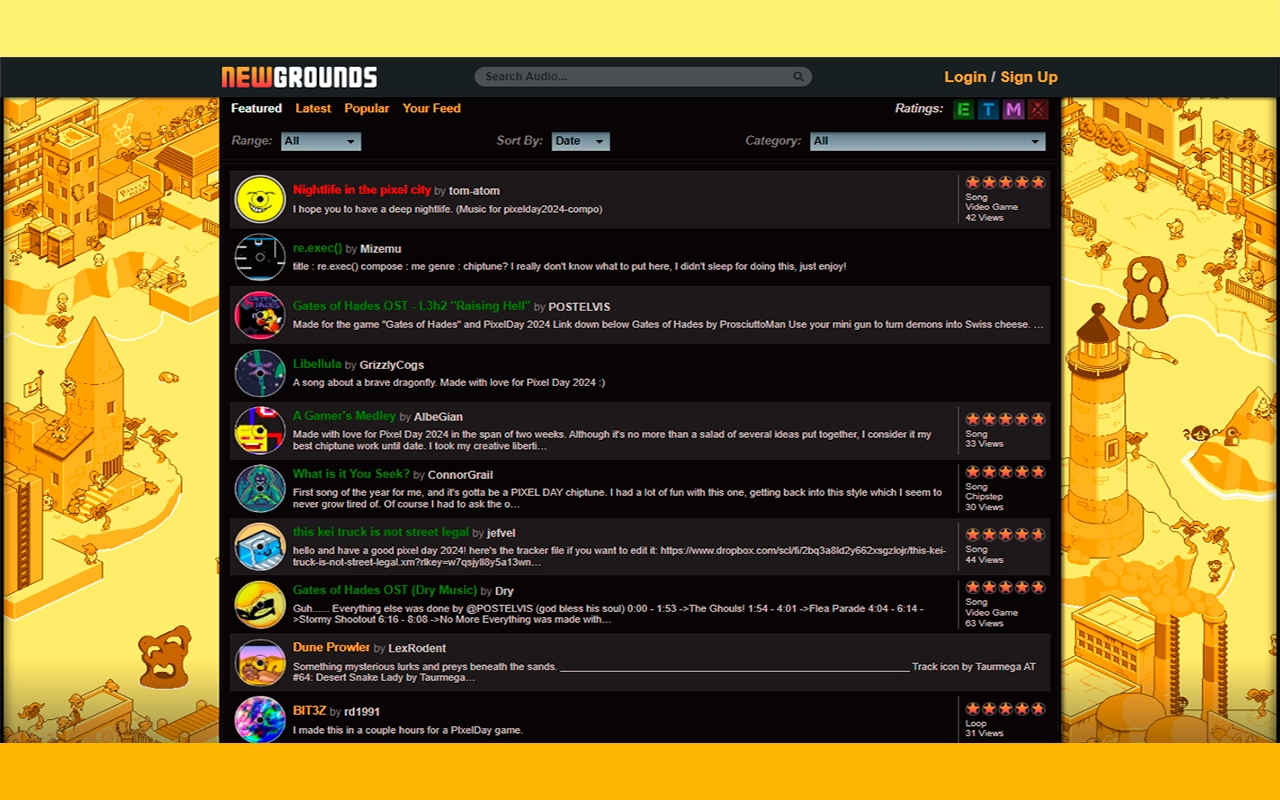 NEWGROUNDS
Search Audio...
Login / Sign Up
Featured Latest Popular Your Feed
Ratings: E T M
Range: All
Sort By: Date
Category: All
Nightlife in the pixel city by tom-atom
I hope you to have a deep nightlife. (Music for pixelday2024-compo)
Song
Video Game
42 Views
re.exec() by Mizemu
title : re.exec() compose : me genre : chiptune? I really don't know what to put here, I didn't sleep for doing this, just enjoy!
Gates of Hades OST - L3h2 "Raising Hell" by POSTELVIS
Made for the game "Gates of Hades" and PixelDay 2024 Link down below Gates of Hades by ProsciuttoMan Use your mini gun to turn demons into Swiss cheese. …
Libellula by GrizzlyCogs
A song about a brave dragonfly. Made with love for Pixel Day 2024 :)
A Gamer's Medley by AlbeGian
Made with love for Pixel Day 2024 in the span of two weeks. Although it's no more than a salad of several ideas put together, I consider it my
best chiptune work until date. I took my creative liberti…
Song
33 Views
What is it You Seek? by ConnorGrail
First song of the year for me, and it's gotta be a PIXEL DAY chiptune. I had a lot of fun with this one, getting back into this style which I seem to
never grow tired of. Of course I had to ask the o…
Song
Chipstep
30 Views
this kei truck is not street legal by jefvel
hello and have a good pixel day 2024! here's the tracker file if you want to edit it: https://www.dropbox.com/scl/fi/2bq3a8ld2y662xsgzlojr/this-kei-
truck-is-not-street-legal.xm?rlkey=w7qsjyll8y5a13wn…
Song
44 Views
Gates of Hades OST (Dry Music) by Dry
Guh...... Everything else was done by @POSTELVIS (god bless his soul) 0:00 - 1:53 ->The Ghouls! 1:54 - 4:01 ->Flea Parade 4:04 - 6:14 -
>Stormy Shootout 6:16 - 8:08 ->No More Everything was made with…
Song
Video Game
63 Views
Dune Prowler by LexRodent
Something mysterious lurks and preys beneath the sands. ______________________________________________________________ Track icon by Taurmega AT
#64: Desert Snake Lady by Taurmega…
BIT3Z by rd1991
I made this in a couple hours for a PIxelDay game.
Loop
31 Views